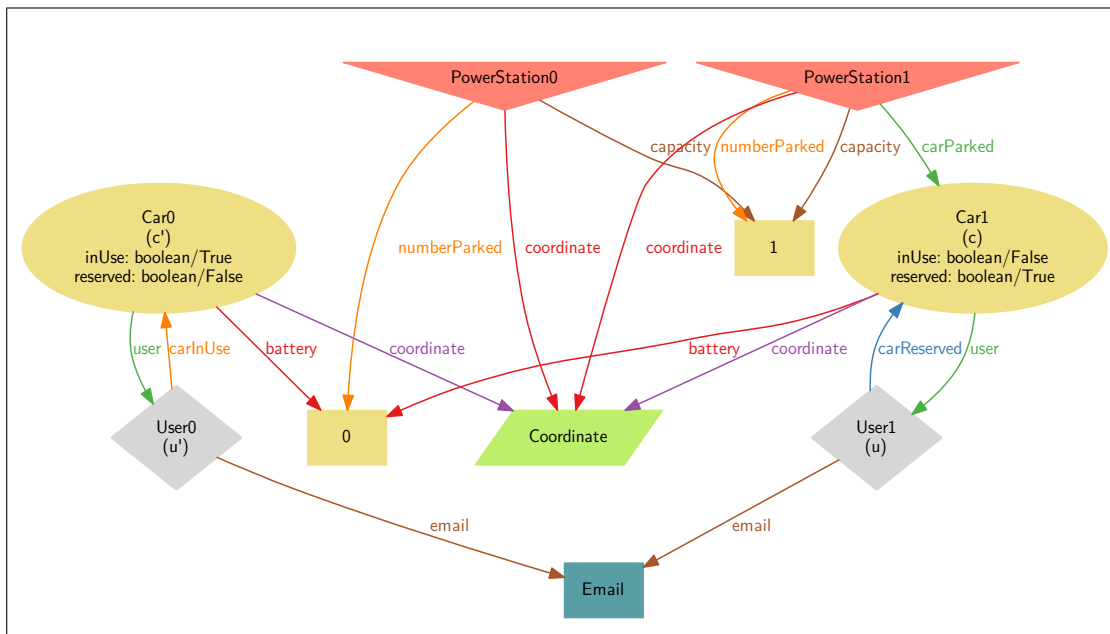 PowerStation0
PowerStation1
capacity
numberParked
capacity
carParked
Car0
(c')
inUse: boolean/True
reserved: boolean/False
numberParked
coordinate
coordinate
1
Car1
(c)
inUse: boolean/False
reserved: boolean/True
user
carInUse
battery
coordinate
battery
coordinate
carReserved
user
User0
(u')
0
Coordinate
User1
(u)
email
email
Email